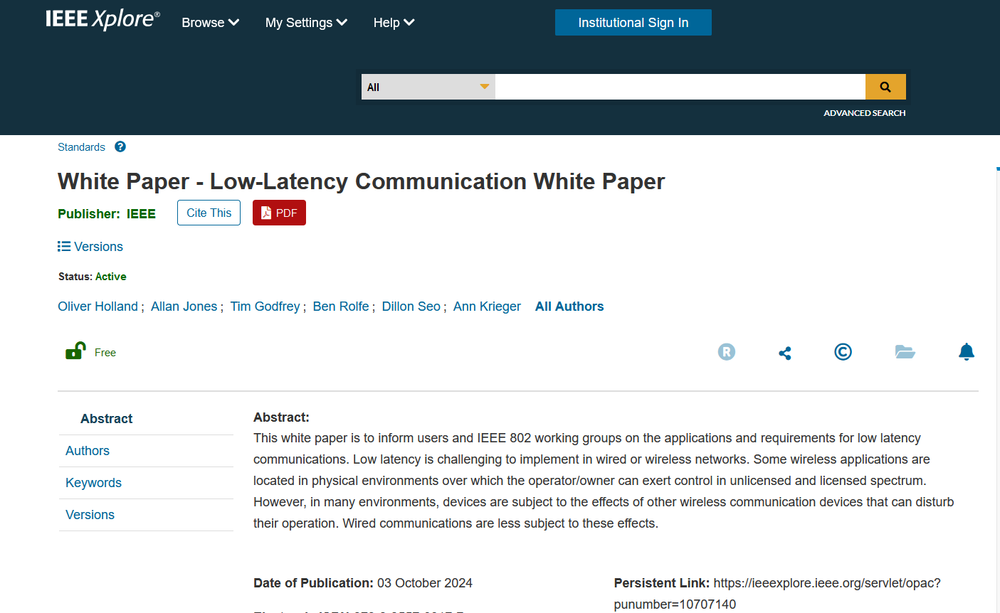 IEEE Xplore®
Browse My Settings Help Institutional Sign In
All
ADVANCED SEARCH
Standards ?
White Paper - Low-Latency Communication White Paper
Publisher: IEEE Cite This PDF
Versions
Status: Active
Oliver Holland ; Allan Jones ; Tim Godfrey ; Ben Rolfe ; Dillon Seo ; Ann Krieger All Authors
Free
R ©
Abstract
Authors
Keywords
Versions
Abstract:
This white paper is to inform users and IEEE 802 working groups on the applications and requirements for low latency
communications. Low latency is challenging to implement in wired or wireless networks. Some wireless applications are
located in physical environments over which the operator/owner can exert control in unlicensed and licensed spectrum.
However, in many environments, devices are subject to the effects of other wireless communication devices that can disturb
their operation. Wired communications are less subject to these effects.
Date of Publication: 03 October 2024
Persistent Link: https://ieeexplore.ieee.org/servlet/opac?
punumber=10707140